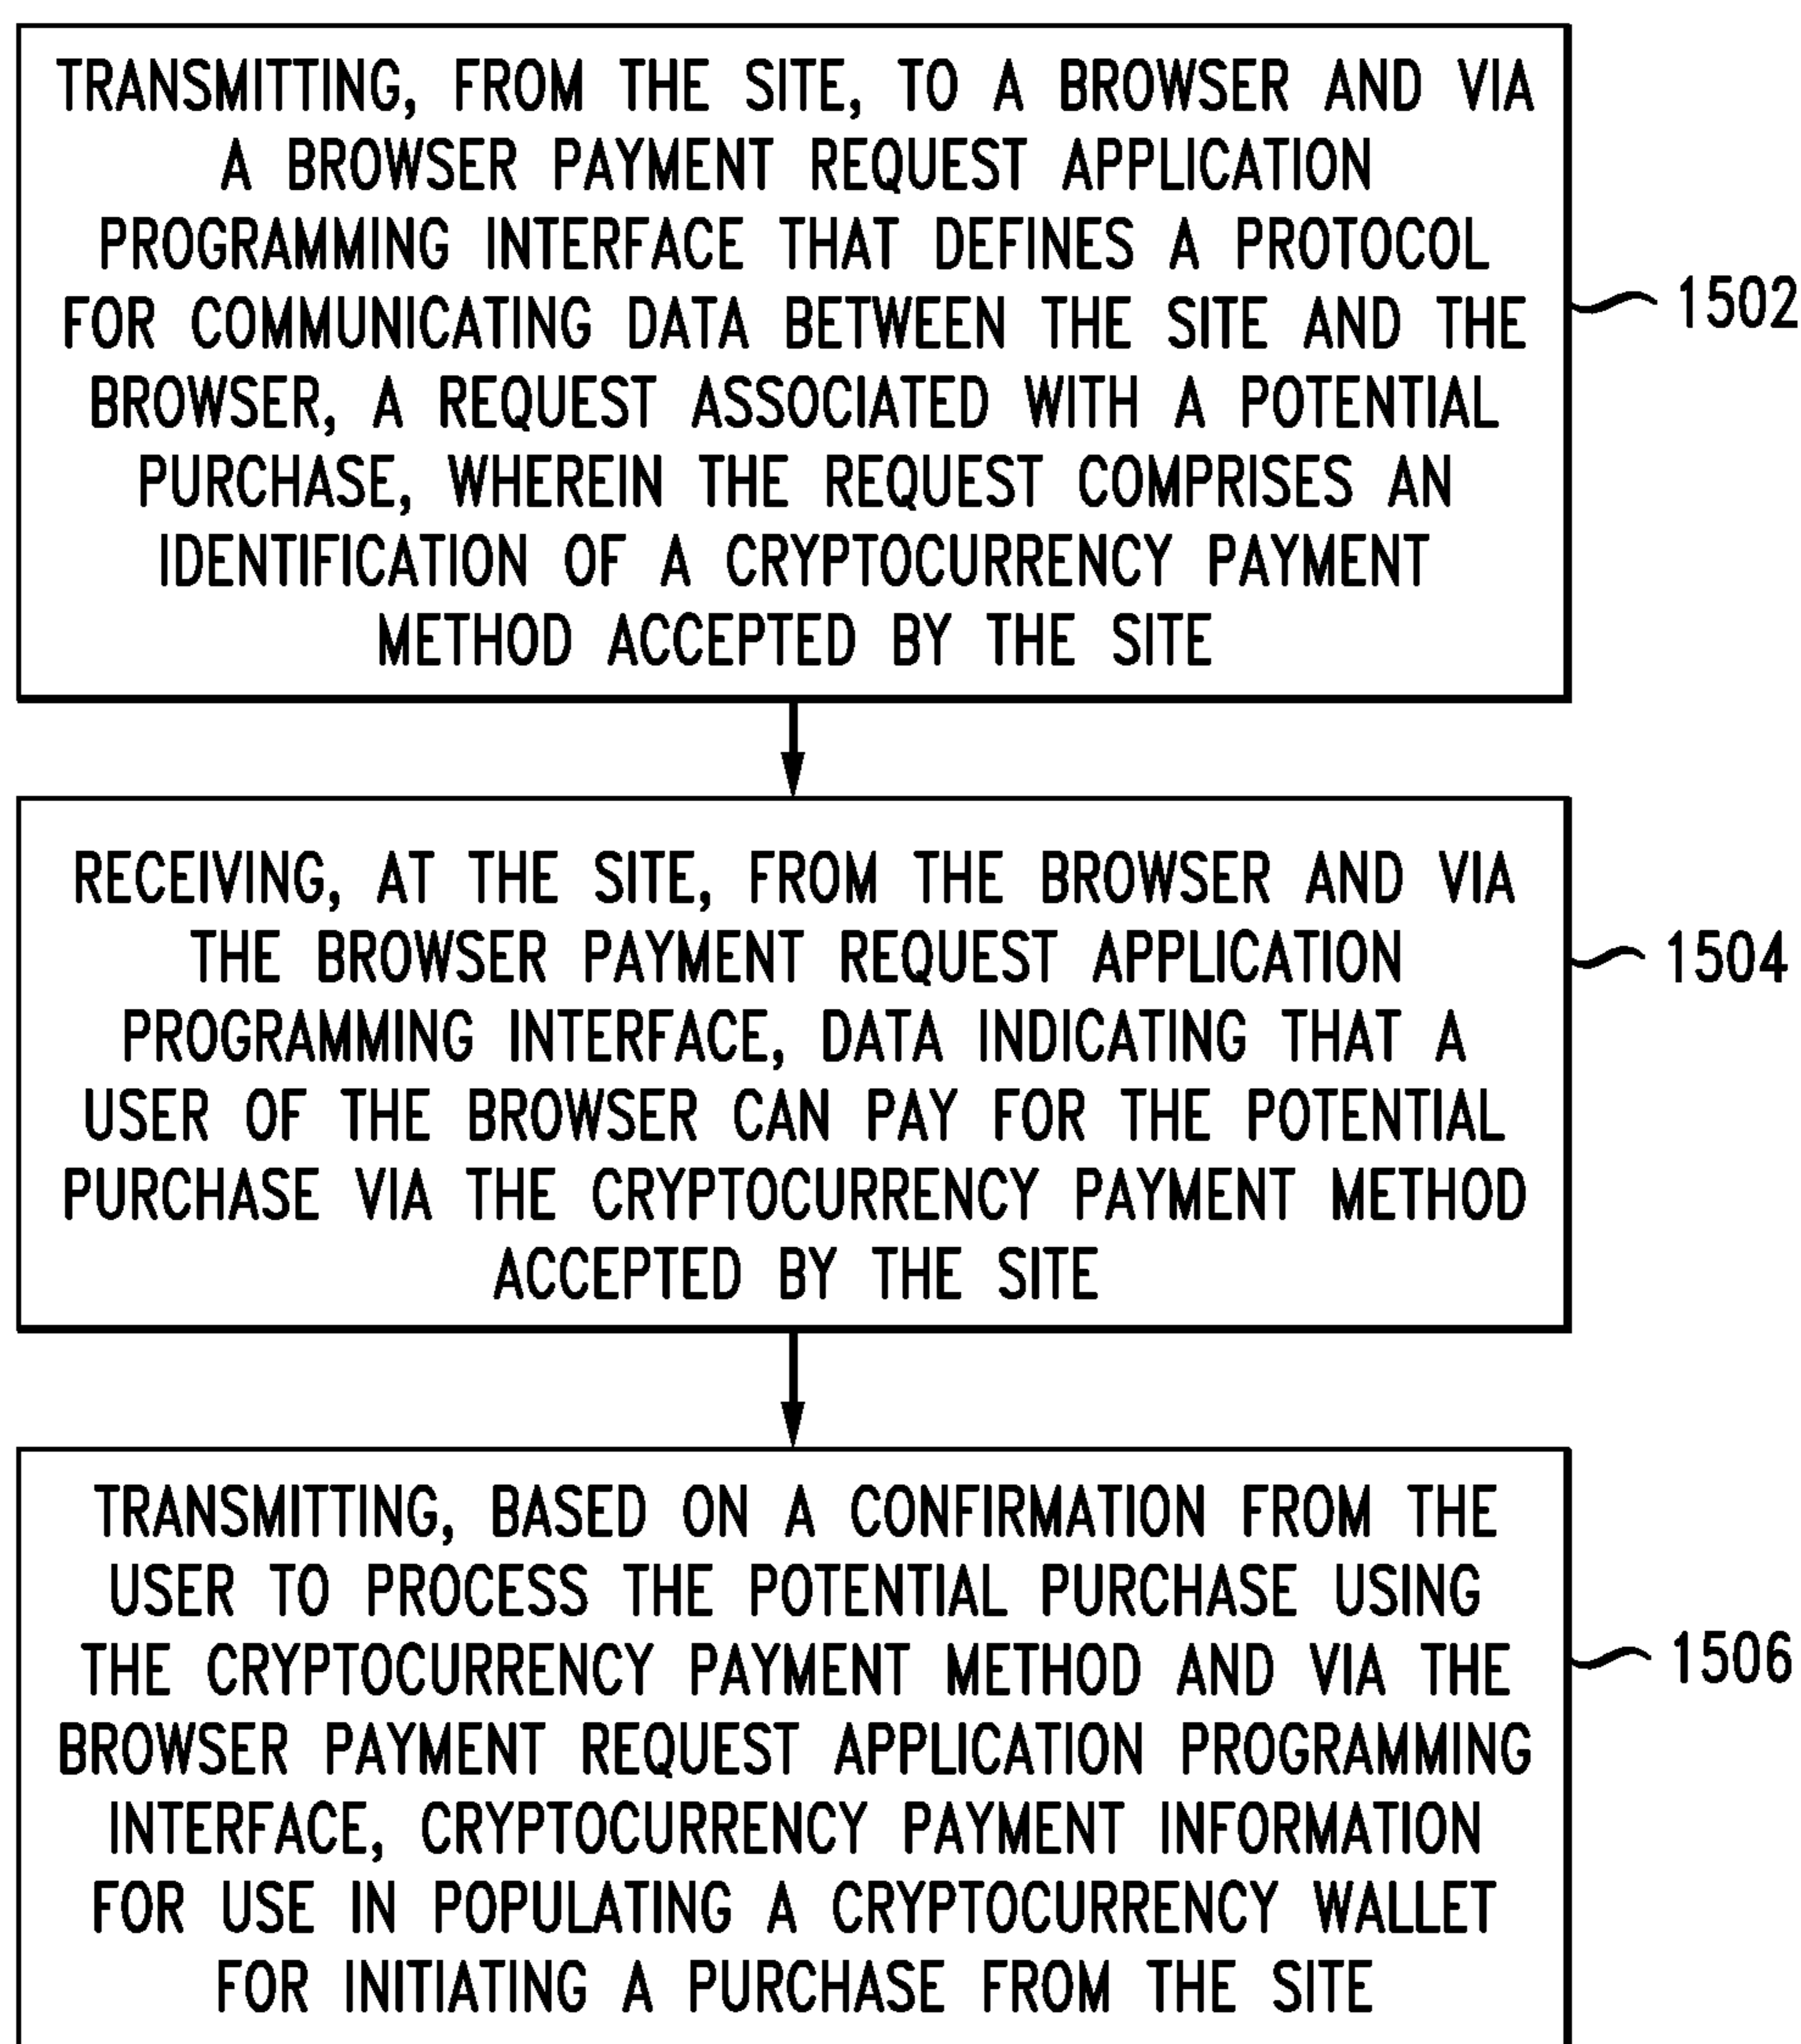 TRANSMITTING, FROM THE SITE, TO A BROWSER AND VIA
A BROWSER PAYMENT REQUEST APPLICATION
PROGRAMMING INTERFACE THAT DEFINES A PROTOCOL
FOR COMMUNICATING DATA BETWEEN THE SITE AND THE
BROWSER, A REQUEST ASSOCIATED WITH A POTENTIAL
PURCHASE, WHEREIN THE REQUEST COMPRISES AN
IDENTIFICATION OF A CRYPTOCURRENCY PAYMENT
METHOD ACCEPTED BY THE SITE
1502
RECEIVING, AT THE SITE, FROM THE BROWSER AND VIA
THE BROWSER PAYMENT REQUEST APPLICATION
PROGRAMMING INTERFACE, DATA INDICATING THAT A
USER OF THE BROWSER CAN PAY FOR THE POTENTIAL
PURCHASE VIA THE CRYPTOCURRENCY PAYMENT METHOD
ACCEPTED BY THE SITE
1504
TRANSMITTING, BASED ON A CONFIRMATION FROM THE
USER TO PROCESS THE POTENTIAL PURCHASE USING
THE CRYPTOCURRENCY PAYMENT METHOD AND VIA THE
BROWSER PAYMENT REQUEST APPLICATION PROGRAMMING
INTERFACE, CRYPTOCURRENCY PAYMENT INFORMATION
FOR USE IN POPULATING A CRYPTOCURRENCY WALLET
FOR INITIATING A PURCHASE FROM THE SITE
1506